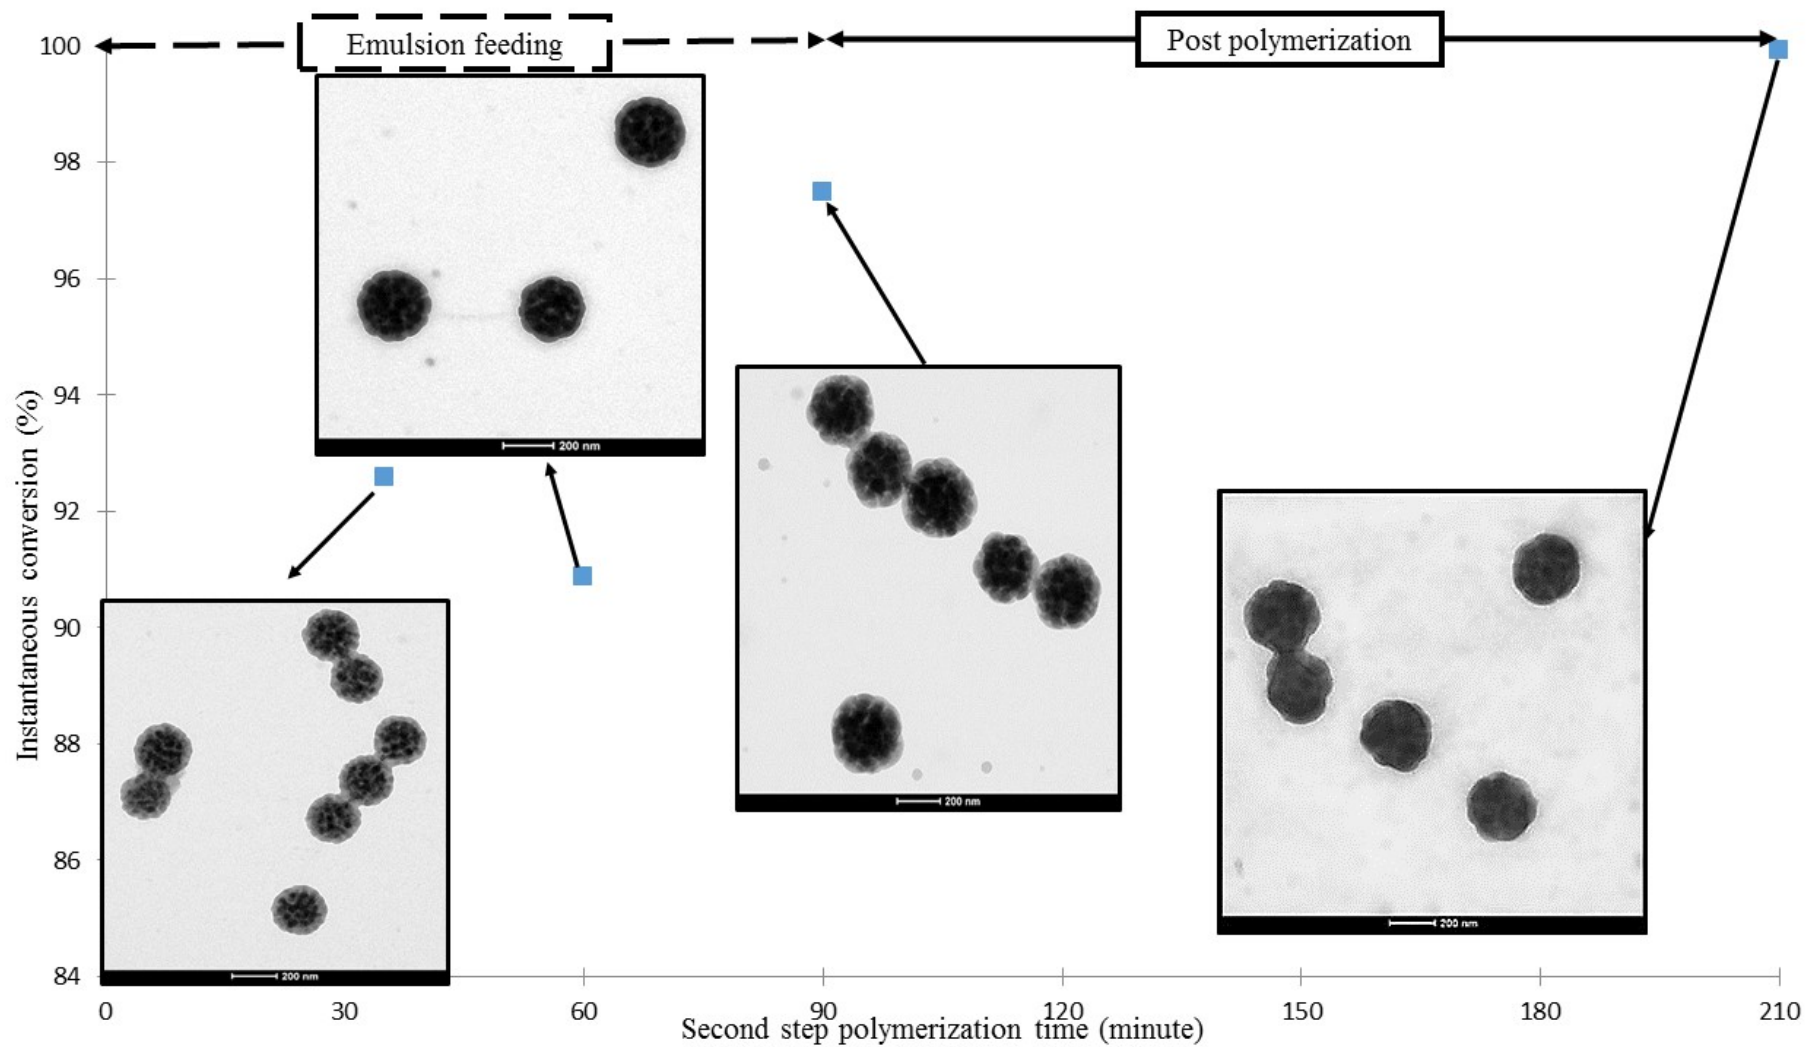 Emulsion feeding
Post polymerization
100
98
96
94
92
90
88
86
84
Instantaneous conversion (%)
200 nm
200 nm
200 nm
200 nm
0
30
60
90
120
150
180
210
Second step polymerization time (minute)